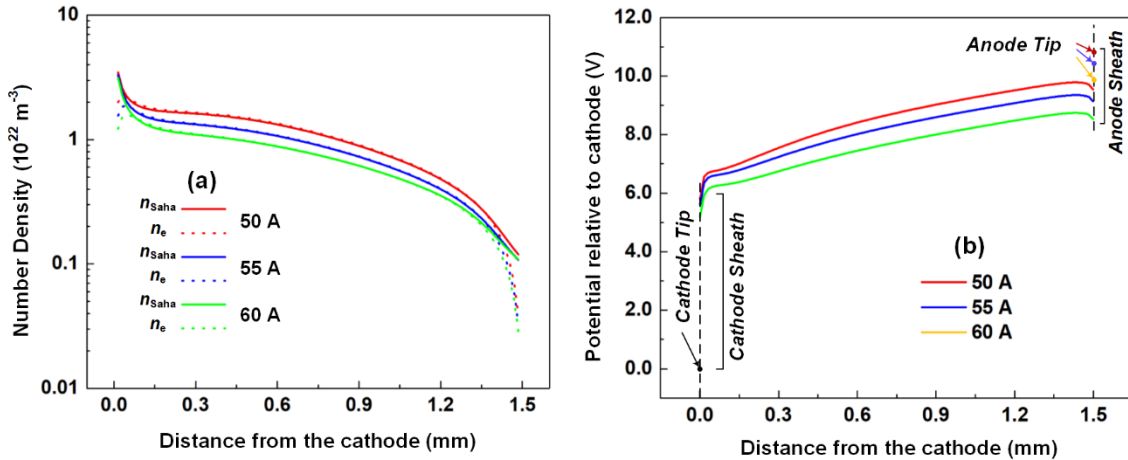 10
1
0.1
0.01
Number Density (10²² m⁻³)
(a)
nSaha
ne
50 A
nSaha
ne
55 A
nSaha
ne
60 A
0.0 0.3 0.6 0.9 1.2 1.5
Distance from the cathode (mm)
12.0
10.0
8.0
6.0
4.0
2.0
0.0
Potential relative to cathode (V)
Anode Tip
Anode Sheath
Cathode Tip
Cathode Sheath
(b)
50 A
55 A
60 A
0.0 0.3 0.6 0.9 1.2 1.5
Distance from the cathode (mm)